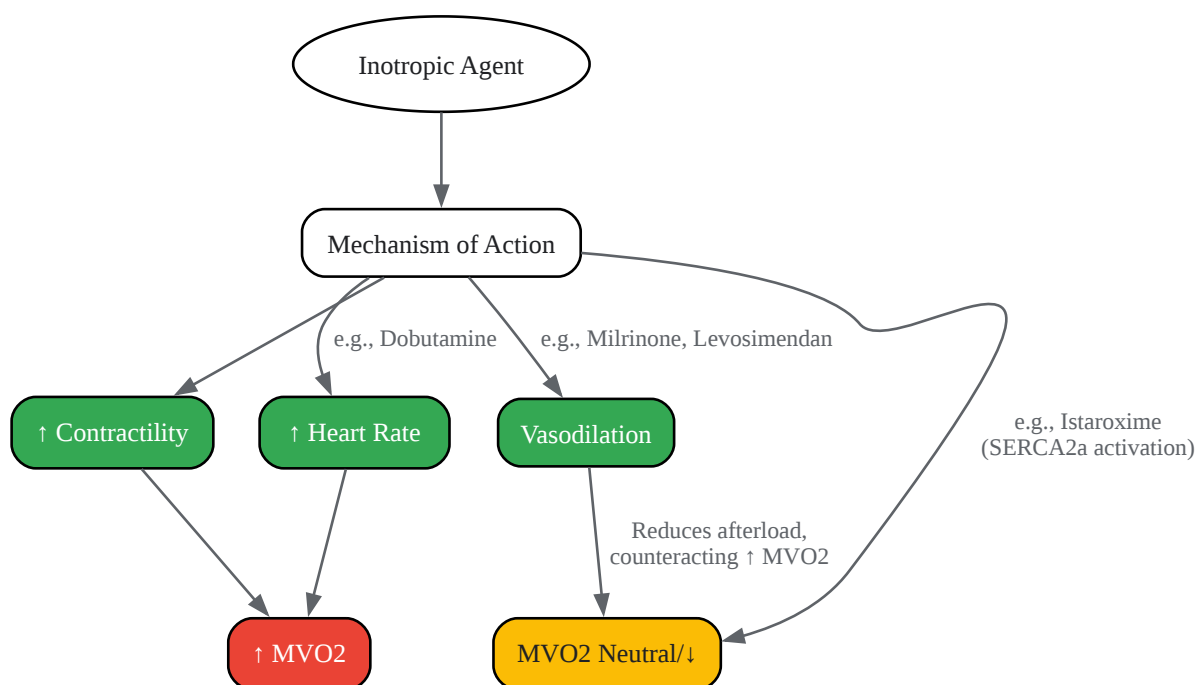 Inotropic Agent
Mechanism of Action
e.g., Dobutamine
e.g., Milrinone, Levosimendan
e.g., Istaroxime
(SERCA2a activation)
↑ Contractility
↑ Heart Rate
Vasodilation
Reduces afterload,
counteracting ↑ MVO2
↑ MVO2
MVO2 Neutral/↓